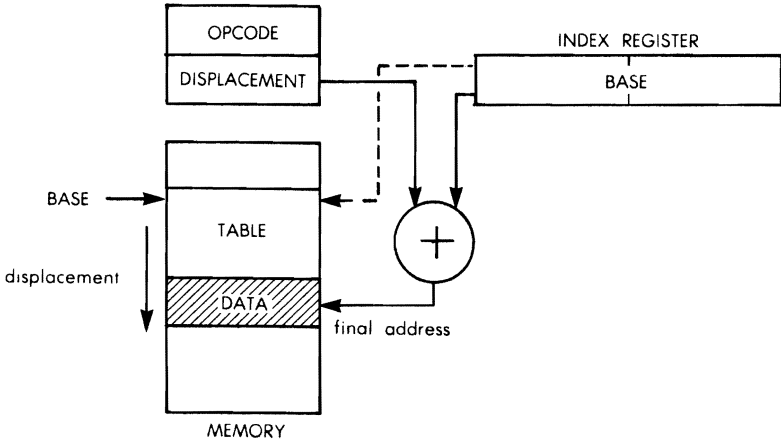 OPCODE
DISPLACEMENT
INDEX REGISTER
BASE
BASE
TABLE
+
displacement
DATA
final address
MEMORY